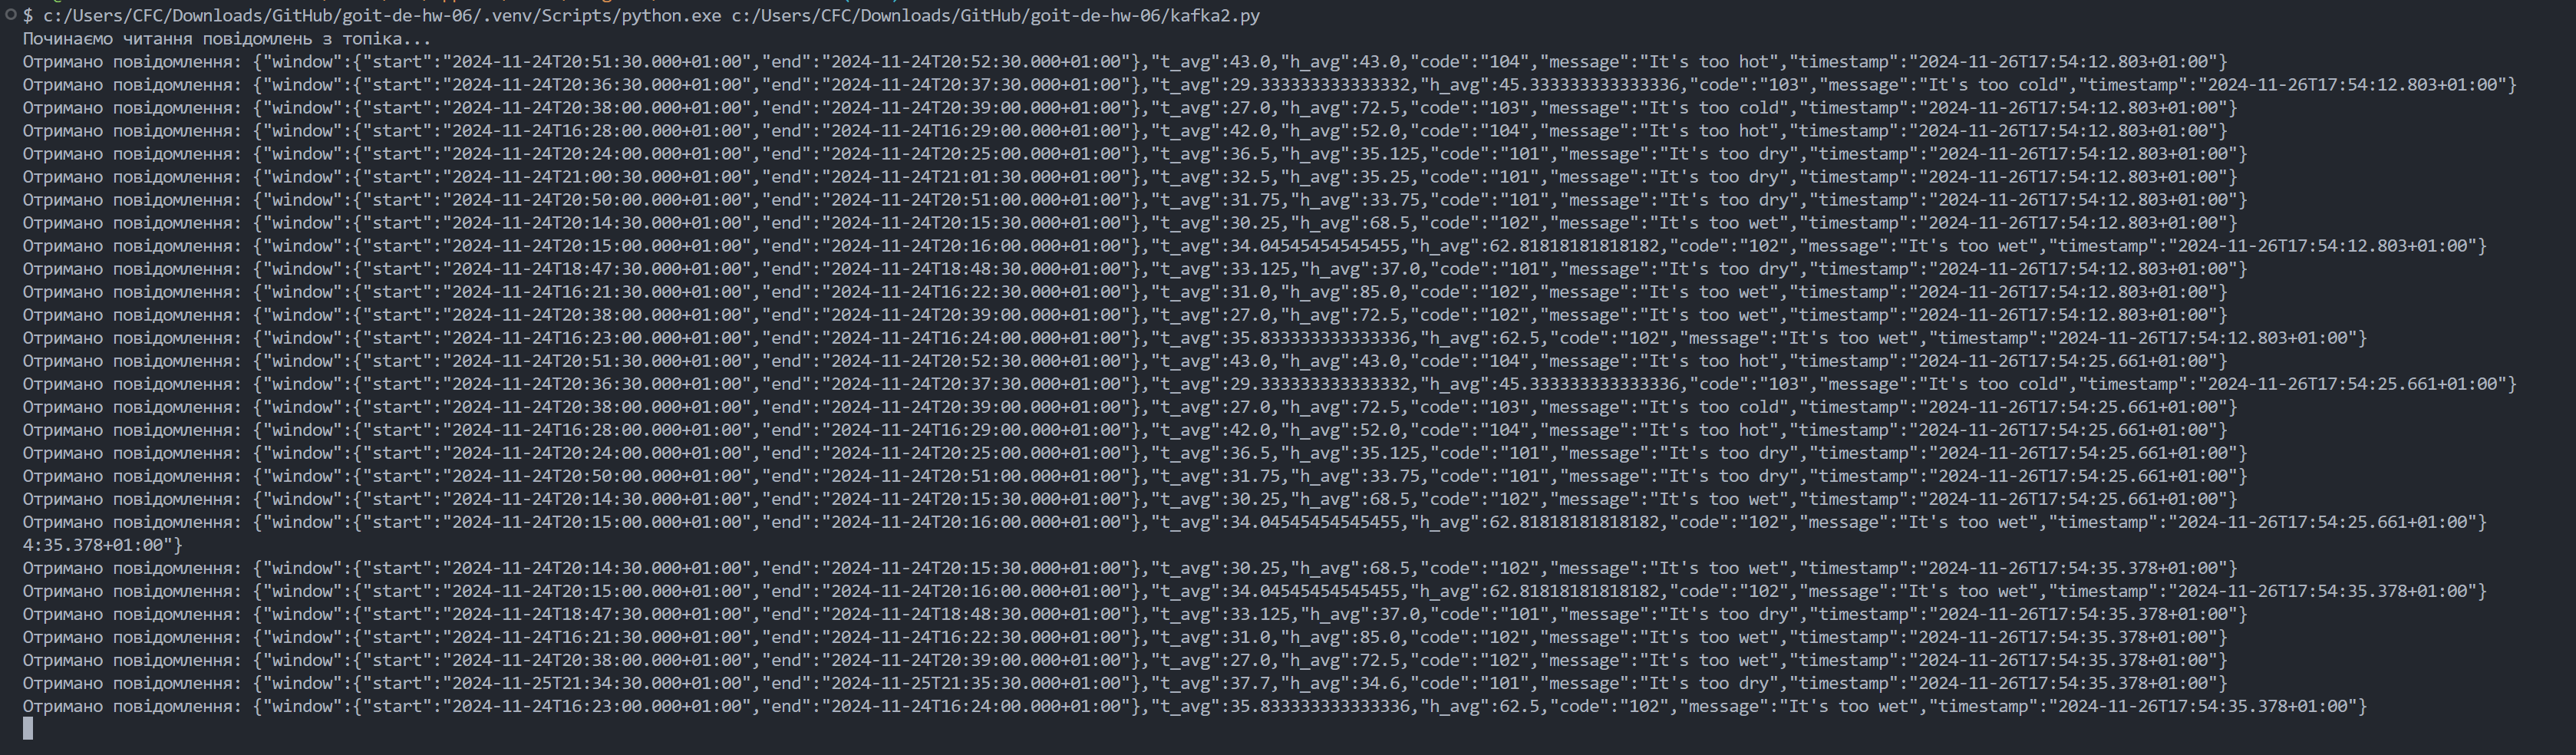 $ c:/Users/CFC/Downloads/GitHub/goit-de-hw-06/.venv/Scripts/python.exe c:/Users/CFC/Downloads/GitHub/goit-de-hw-06/kafka2.py
Починаємо читання повідомлень з топіка...
Отримано повідомлення: {"window":{"start":"2024-11-24T20:51:30.000+01:00","end":"2024-11-24T20:52:30.000+01:00"},"t_avg":43.0,"h_avg":43.0,"code":"104","message":"It's too hot","timestamp":"2024-11-26T17:54:12.803+01:00"}
Отримано повідомлення: {"window":{"start":"2024-11-24T20:36:30.000+01:00","end":"2024-11-24T20:37:30.000+01:00"},"t_avg":29.333333333333332,"h_avg":45.333333333333336,"code":"103","message":"It's too cold","timestamp":"2024-11-26T17:54:12.803+01:00"}
Отримано повідомлення: {"window":{"start":"2024-11-24T20:38:00.000+01:00","end":"2024-11-24T20:39:00.000+01:00"},"t_avg":27.0,"h_avg":72.5,"code":"103","message":"It's too cold","timestamp":"2024-11-26T17:54:12.803+01:00"}
Отримано повідомлення: {"window":{"start":"2024-11-24T16:28:00.000+01:00","end":"2024-11-24T16:29:00.000+01:00"},"t_avg":42.0,"h_avg":52.0,"code":"104","message":"It's too hot","timestamp":"2024-11-26T17:54:12.803+01:00"}
Отримано повідомлення: {"window":{"start":"2024-11-24T20:24:00.000+01:00","end":"2024-11-24T20:25:00.000+01:00"},"t_avg":36.5,"h_avg":35.125,"code":"101","message":"It's too dry","timestamp":"2024-11-26T17:54:12.803+01:00"}
Отримано повідомлення: {"window":{"start":"2024-11-24T21:00:30.000+01:00","end":"2024-11-24T21:01:30.000+01:00"},"t_avg":32.5,"h_avg":35.25,"code":"101","message":"It's too dry","timestamp":"2024-11-26T17:54:12.803+01:00"}
Отримано повідомлення: {"window":{"start":"2024-11-24T20:50:00.000+01:00","end":"2024-11-24T20:51:00.000+01:00"},"t_avg":31.75,"h_avg":33.75,"code":"101","message":"It's too dry","timestamp":"2024-11-26T17:54:12.803+01:00"}
Отримано повідомлення: {"window":{"start":"2024-11-24T20:14:30.000+01:00","end":"2024-11-24T20:15:30.000+01:00"},"t_avg":30.25,"h_avg":68.5,"code":"102","message":"It's too wet","timestamp":"2024-11-26T17:54:12.803+01:00"}
Отримано повідомлення: {"window":{"start":"2024-11-24T20:15:00.000+01:00","end":"2024-11-24T20:16:00.000+01:00"},"t_avg":34.04545454545455,"h_avg":62.81818181818182,"code":"102","message":"It's too wet","timestamp":"2024-11-26T17:54:12.803+01:00"}
Отримано повідомлення: {"window":{"start":"2024-11-24T18:47:30.000+01:00","end":"2024-11-24T18:48:30.000+01:00"},"t_avg":33.125,"h_avg":37.0,"code":"101","message":"It's too dry","timestamp":"2024-11-26T17:54:12.803+01:00"}
Отримано повідомлення: {"window":{"start":"2024-11-24T16:21:30.000+01:00","end":"2024-11-24T16:22:30.000+01:00"},"t_avg":31.0,"h_avg":85.0,"code":"102","message":"It's too wet","timestamp":"2024-11-26T17:54:12.803+01:00"}
Отримано повідомлення: {"window":{"start":"2024-11-24T20:38:00.000+01:00","end":"2024-11-24T20:39:00.000+01:00"},"t_avg":27.0,"h_avg":72.5,"code":"102","message":"It's too wet","timestamp":"2024-11-26T17:54:12.803+01:00"}
Отримано повідомлення: {"window":{"start":"2024-11-24T16:23:00.000+01:00","end":"2024-11-24T16:24:00.000+01:00"},"t_avg":35.833333333333336,"h_avg":62.5,"code":"102","message":"It's too wet","timestamp":"2024-11-26T17:54:12.803+01:00"}
Отримано повідомлення: {"window":{"start":"2024-11-24T20:51:30.000+01:00","end":"2024-11-24T20:52:30.000+01:00"},"t_avg":43.0,"h_avg":43.0,"code":"104","message":"It's too hot","timestamp":"2024-11-26T17:54:25.661+01:00"}
Отримано повідомлення: {"window":{"start":"2024-11-24T20:36:30.000+01:00","end":"2024-11-24T20:37:30.000+01:00"},"t_avg":29.333333333333332,"h_avg":45.333333333333336,"code":"103","message":"It's too cold","timestamp":"2024-11-26T17:54:25.661+01:00"}
Отримано повідомлення: {"window":{"start":"2024-11-24T20:38:00.000+01:00","end":"2024-11-24T20:39:00.000+01:00"},"t_avg":27.0,"h_avg":72.5,"code":"103","message":"It's too cold","timestamp":"2024-11-26T17:54:25.661+01:00"}
Отримано повідомлення: {"window":{"start":"2024-11-24T16:28:00.000+01:00","end":"2024-11-24T16:29:00.000+01:00"},"t_avg":42.0,"h_avg":52.0,"code":"104","message":"It's too hot","timestamp":"2024-11-26T17:54:25.661+01:00"}
Отримано повідомлення: {"window":{"start":"2024-11-24T20:24:00.000+01:00","end":"2024-11-24T20:25:00.000+01:00"},"t_avg":36.5,"h_avg":35.125,"code":"101","message":"It's too dry","timestamp":"2024-11-26T17:54:25.661+01:00"}
Отримано повідомлення: {"window":{"start":"2024-11-24T20:50:00.000+01:00","end":"2024-11-24T20:51:00.000+01:00"},"t_avg":31.75,"h_avg":33.75,"code":"101","message":"It's too dry","timestamp":"2024-11-26T17:54:25.661+01:00"}
Отримано повідомлення: {"window":{"start":"2024-11-24T20:14:30.000+01:00","end":"2024-11-24T20:15:30.000+01:00"},"t_avg":30.25,"h_avg":68.5,"code":"102","message":"It's too wet","timestamp":"2024-11-26T17:54:25.661+01:00"}
Отримано повідомлення: {"window":{"start":"2024-11-24T20:15:00.000+01:00","end":"2024-11-24T20:16:00.000+01:00"},"t_avg":34.04545454545455,"h_avg":62.81818181818182,"code":"102","message":"It's too wet","timestamp":"2024-11-26T17:54:25.661+01:00"}
4:35.378+01:00"}
Отримано повідомлення: {"window":{"start":"2024-11-24T20:14:30.000+01:00","end":"2024-11-24T20:15:30.000+01:00"},"t_avg":30.25,"h_avg":68.5,"code":"102","message":"It's too wet","timestamp":"2024-11-26T17:54:35.378+01:00"}
Отримано повідомлення: {"window":{"start":"2024-11-24T20:15:00.000+01:00","end":"2024-11-24T20:16:00.000+01:00"},"t_avg":34.04545454545455,"h_avg":62.81818181818182,"code":"102","message":"It's too wet","timestamp":"2024-11-26T17:54:35.378+01:00"}
Отримано повідомлення: {"window":{"start":"2024-11-24T18:47:30.000+01:00","end":"2024-11-24T18:48:30.000+01:00"},"t_avg":33.125,"h_avg":37.0,"code":"101","message":"It's too dry","timestamp":"2024-11-26T17:54:35.378+01:00"}
Отримано повідомлення: {"window":{"start":"2024-11-24T16:21:30.000+01:00","end":"2024-11-24T16:22:30.000+01:00"},"t_avg":31.0,"h_avg":85.0,"code":"102","message":"It's too wet","timestamp":"2024-11-26T17:54:35.378+01:00"}
Отримано повідомлення: {"window":{"start":"2024-11-24T20:38:00.000+01:00","end":"2024-11-24T20:39:00.000+01:00"},"t_avg":27.0,"h_avg":72.5,"code":"102","message":"It's too wet","timestamp":"2024-11-26T17:54:35.378+01:00"}
Отримано повідомлення: {"window":{"start":"2024-11-25T21:34:30.000+01:00","end":"2024-11-25T21:35:30.000+01:00"},"t_avg":37.7,"h_avg":34.6,"code":"101","message":"It's too dry","timestamp":"2024-11-26T17:54:35.378+01:00"}
Отримано повідомлення: {"window":{"start":"2024-11-24T16:23:00.000+01:00","end":"2024-11-24T16:24:00.000+01:00"},"t_avg":35.833333333333336,"h_avg":62.5,"code":"102","message":"It's too wet","timestamp":"2024-11-26T17:54:35.378+01:00"}